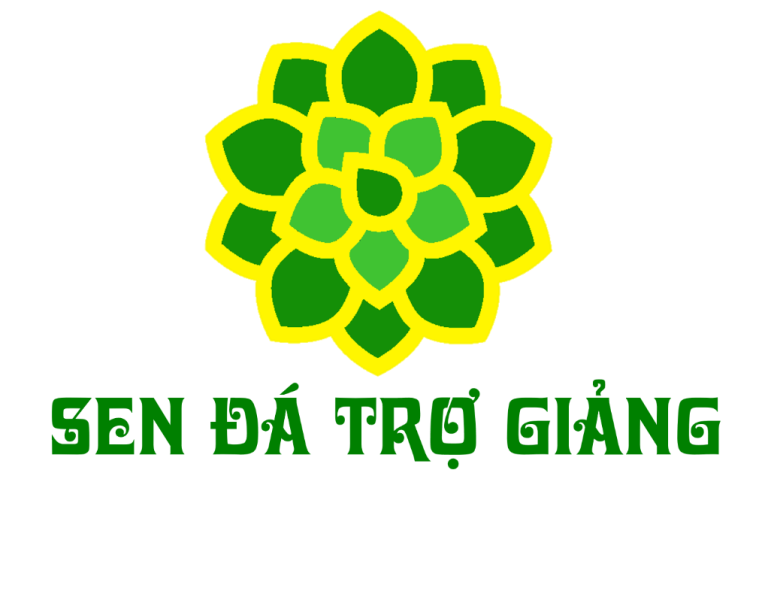 SEN ĐÁ TRỢ GIẢNG